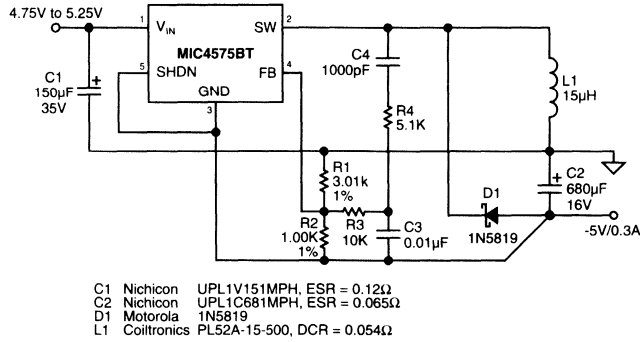 4.75V to 5.25V
1
VIN
SW
2
MIC4575BT
5
SHDN
FB
4
GND
3
C1
150µF
35V
C4
1000pF
R4
5.1K
L1
15µH
R1
3.01k
1%
R2
1.00K
1%
R3
10K
C3
0.01µF
D1
1N5819
C2
680µF
16V
-5V/0.3A
C1 Nichicon UPL1V151MPH, ESR = 0.12Ω
C2 Nichicon UPL1C681MPH, ESR = 0.065Ω
D1 Motorola 1N5819
L1 Coiltronics PL52A-15-500, DCR = 0.054Ω